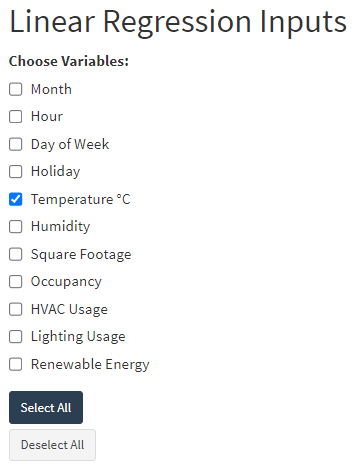 Linear Regression Inputs
Choose Variables:
Month
Hour
Day of Week
Holiday
Temperature °C
Humidity
Square Footage
Occupancy
HVAC Usage
Lighting Usage
Renewable Energy
Select All
Deselect All